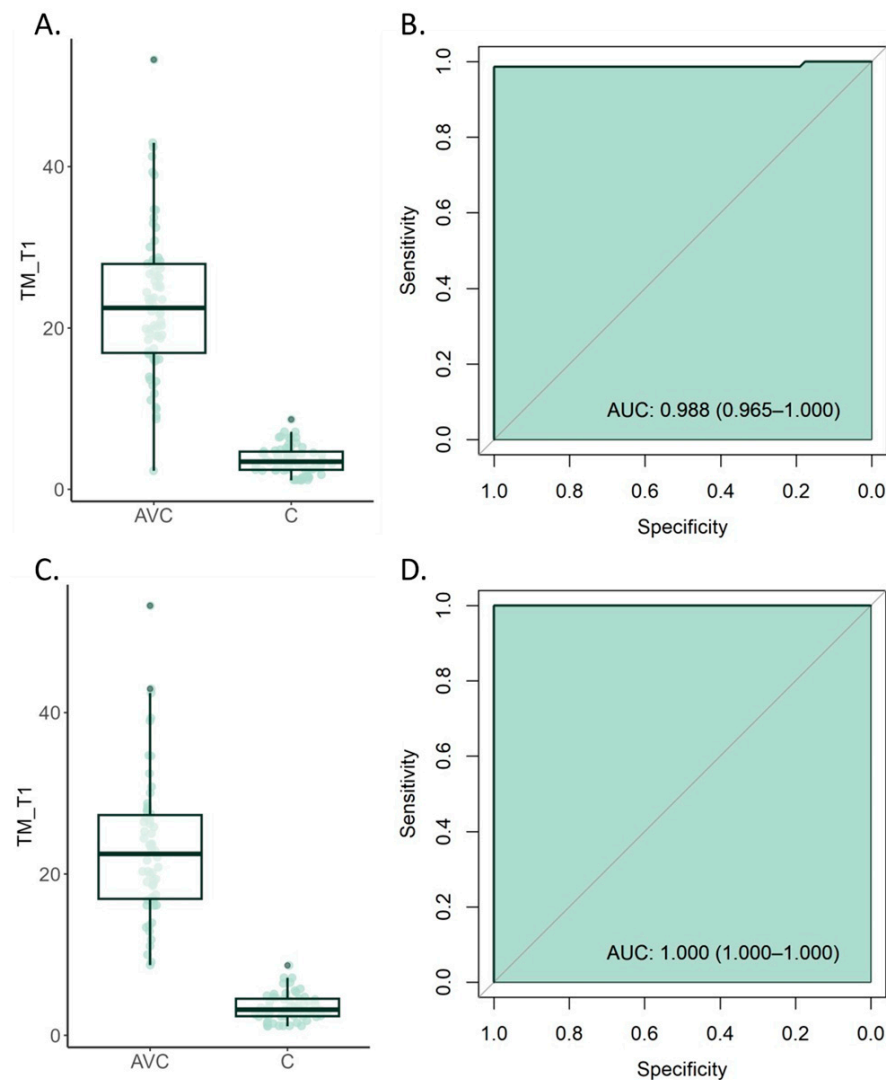 A.
TM_T1
40
20
0
AVC C
B.
Sensitivity
1.0
0.8
0.6
0.4
0.2
0.0
AUC: 0.988 (0.965–1.000)
1.0 0.8 0.6 0.4 0.2 0.0
Specificity
C.
TM_T1
40
20
0
AVC C
D.
Sensitivity
1.0
0.8
0.6
0.4
0.2
0.0
AUC: 1.000 (1.000–1.000)
1.0 0.8 0.6 0.4 0.2 0.0
Specificity